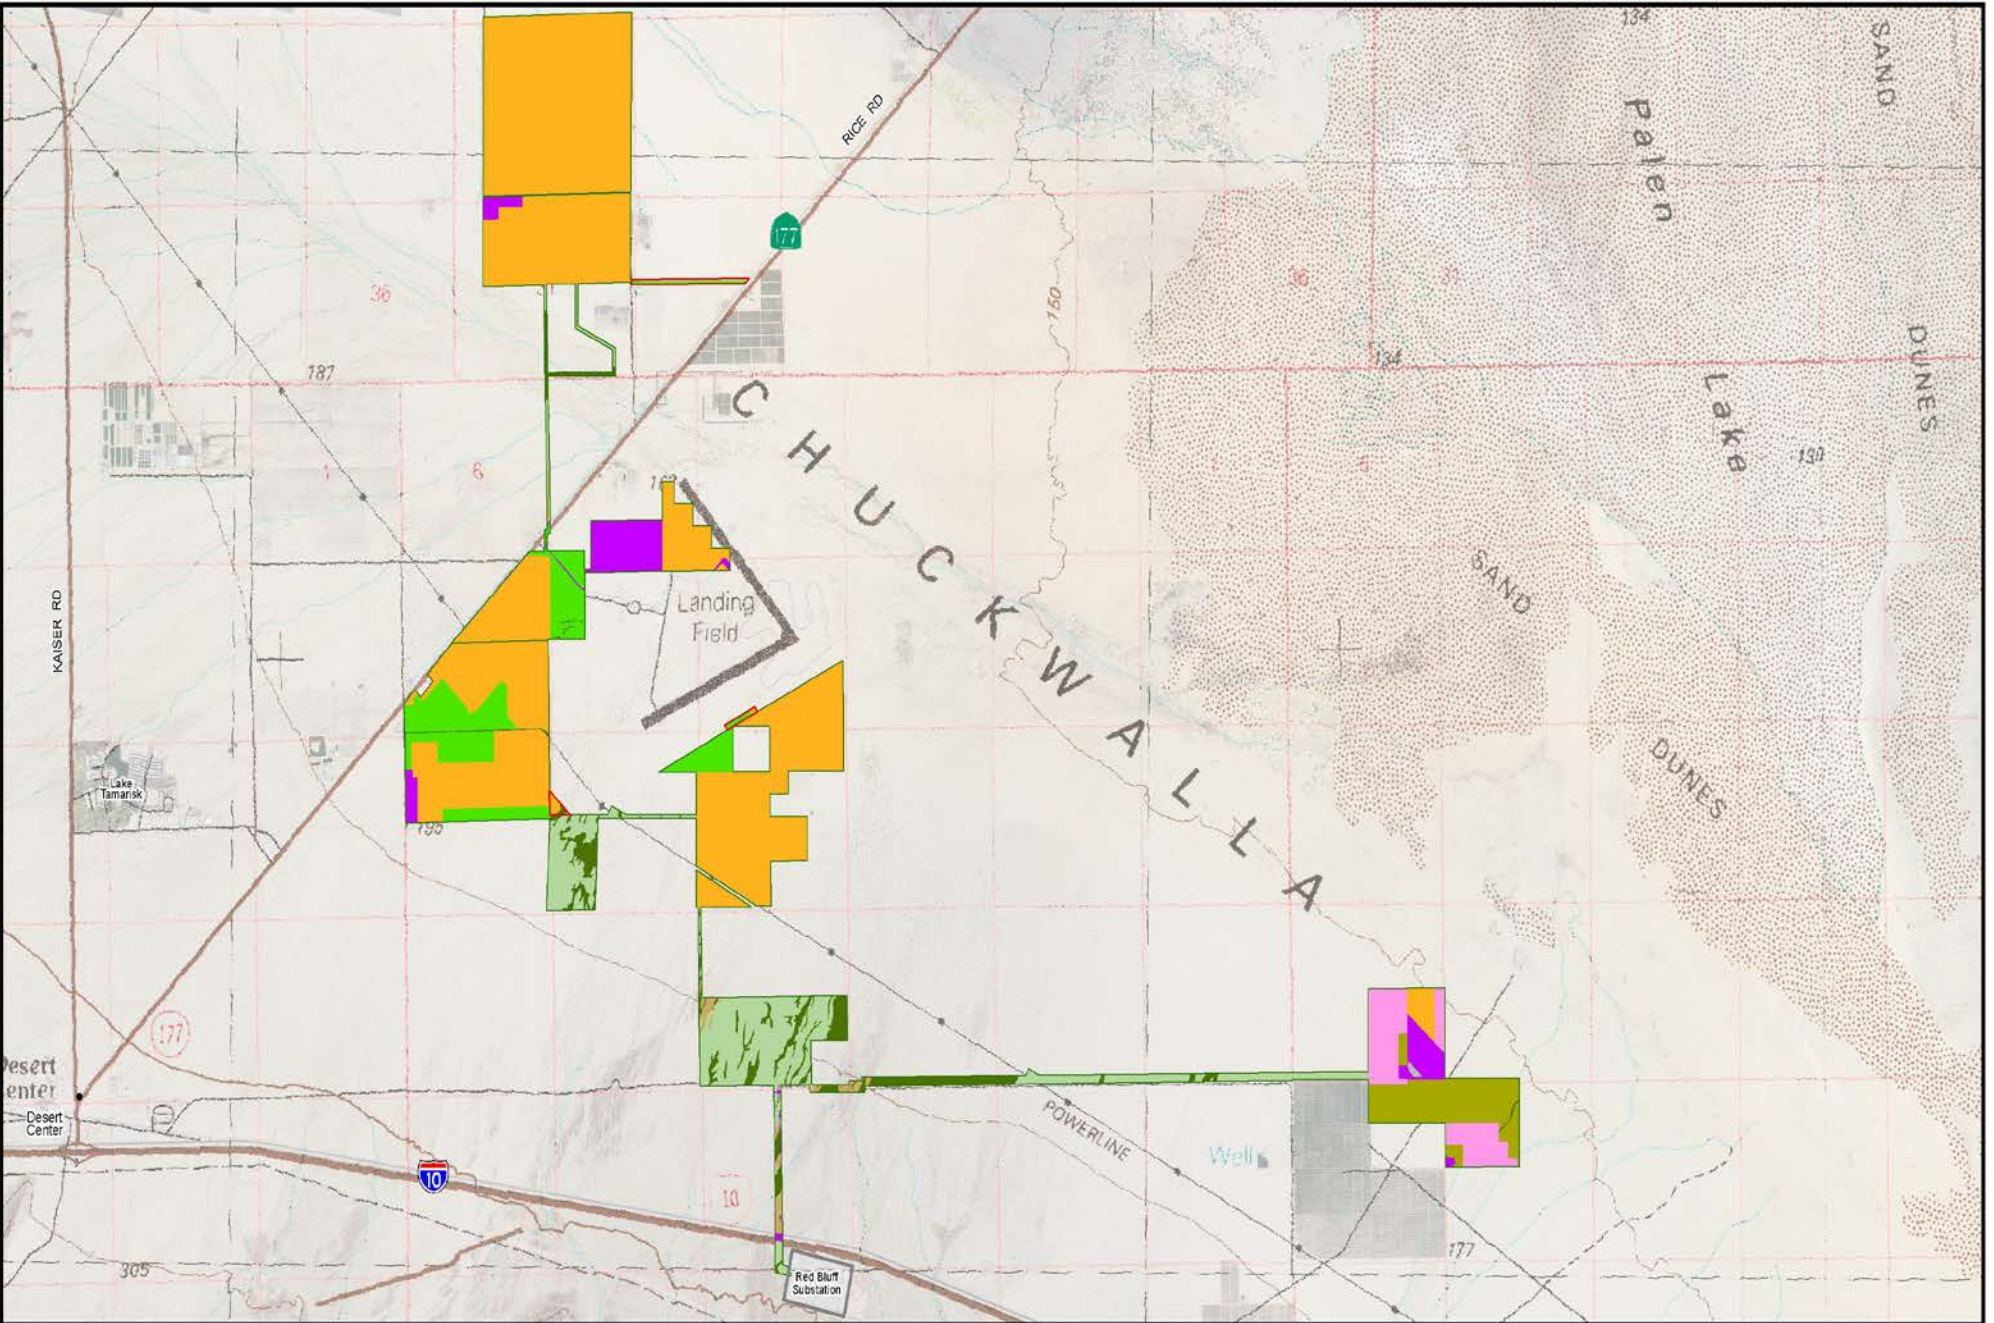 134
SAND
Palen
RICE RD
177
36
36
150
187
134
DUNES
Lake
130
1
6
6
CHUCKWALLA
SAND
Landing
Field
KAISER RD
DUNES
Lake
Tamarisk
195
177
Desert
Center
Desert
Center
POWERLINE
Well
10
10
177
305
Red Bluff
Substation